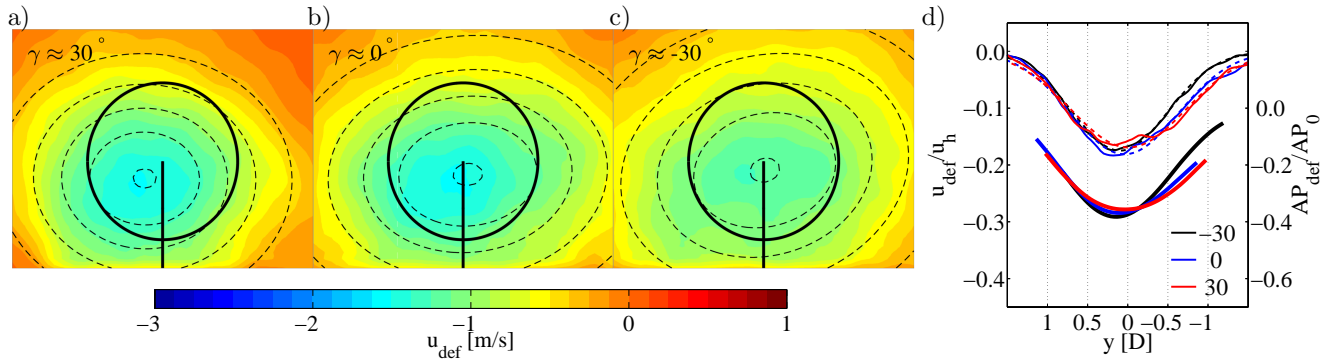 a)
b)
c)
d)
γ ≈ 30°
γ ≈ 0°
γ ≈ -30°
−3
−2
−1
0
1
u_def [m/s]
0.0
−0.1
−0.2
−0.3
−0.4
u_def/u_h
0.0
−0.2
−0.4
−0.6
AP_def/AP_0
−30
0
30
1
0.5
0
−0.5
−1
y [D]